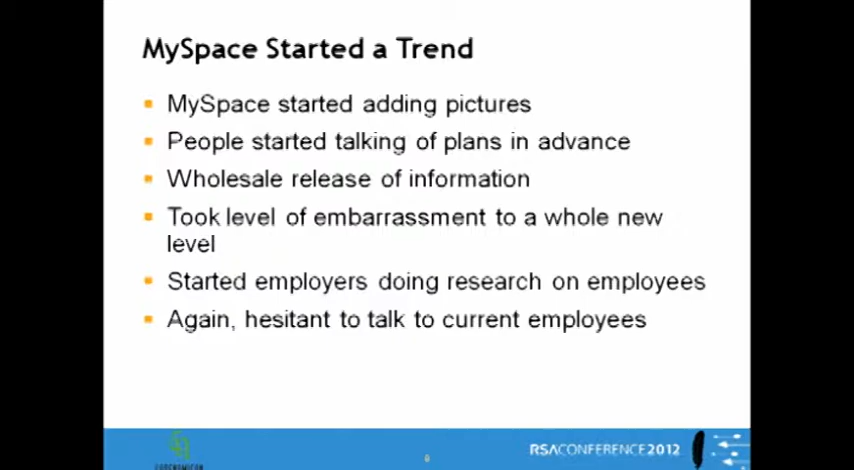 MySpace Started a Trend
MySpace started adding pictures
People started talking of plans in advance
Wholesale release of information
Took level of embarrassment to a whole new
level
Started employers doing research on employees
Again, hesitant to talk to current employees
RSACONFERENCE2012